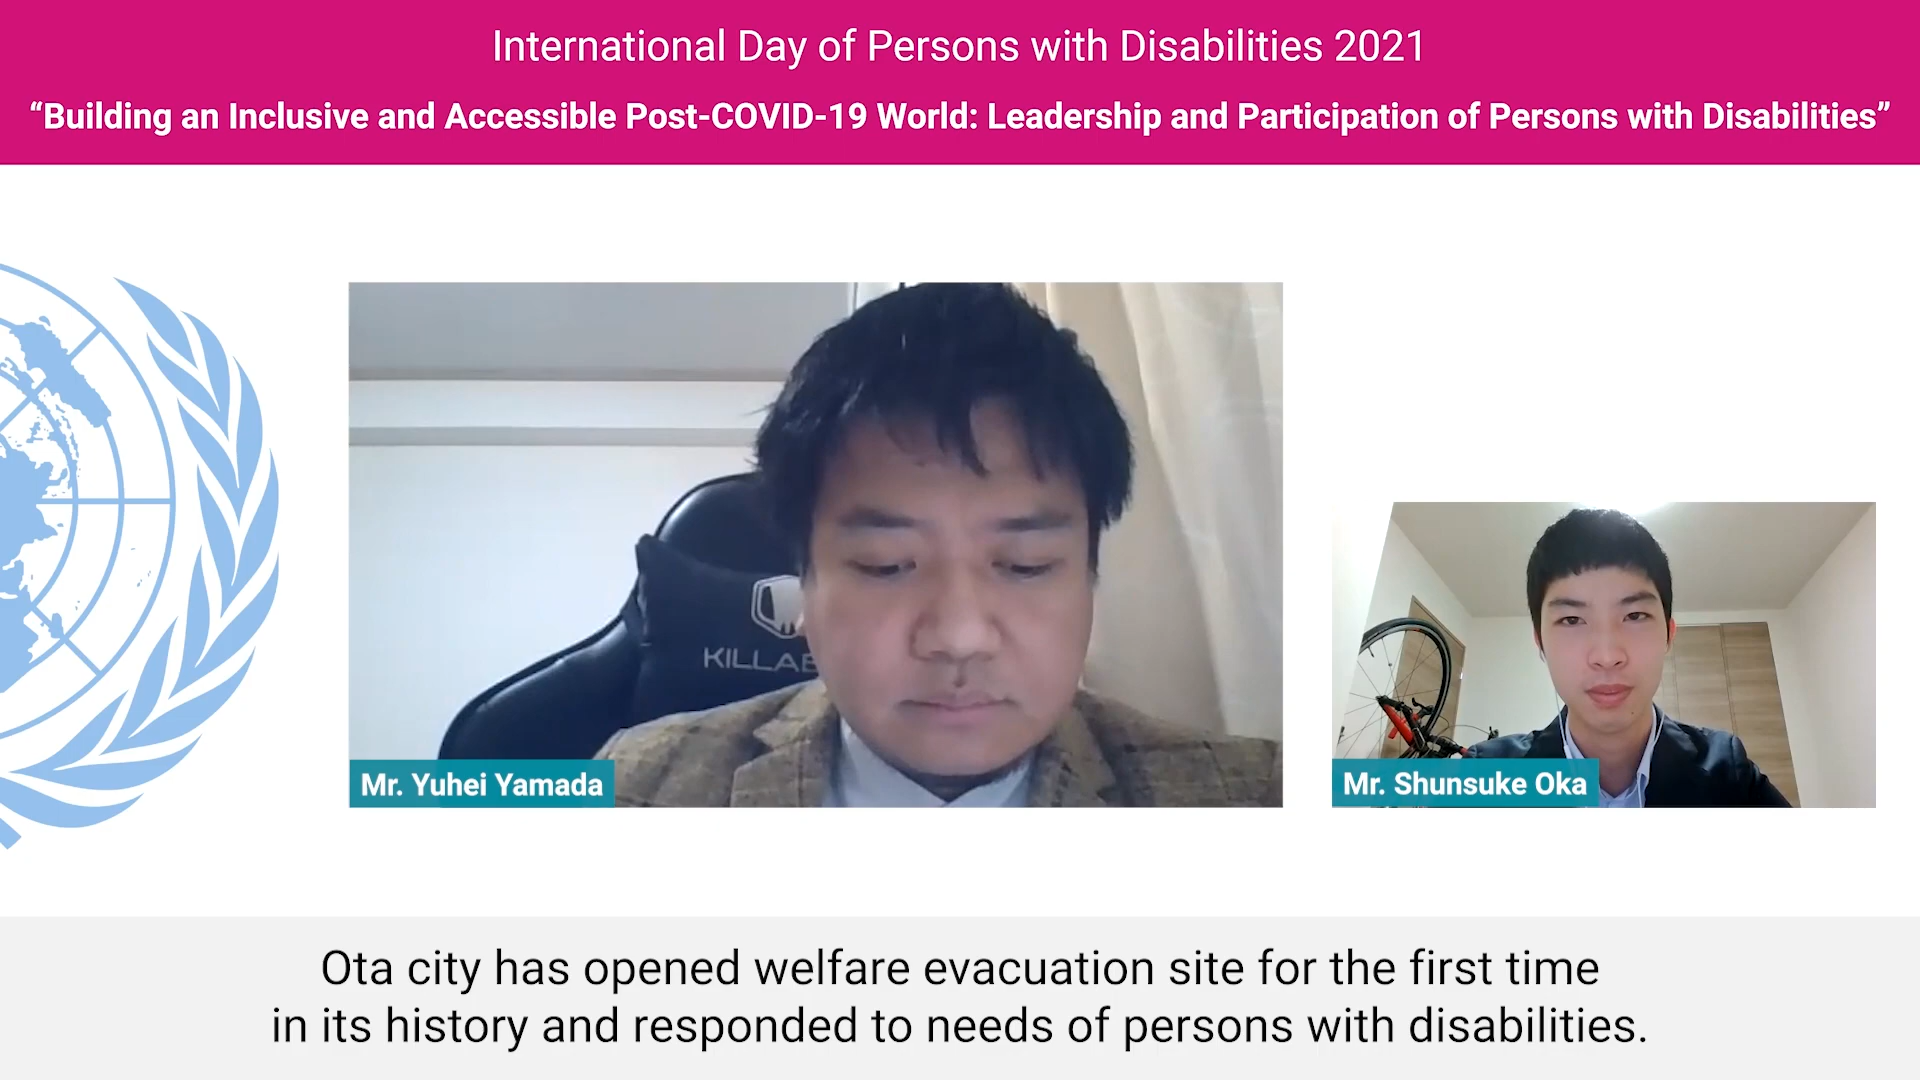 International Day of Persons with Disabilities 2021
“Building an Inclusive and Accessible Post-COVID-19 World: Leadership and Participation of Persons with Disabilities”
KILLAB
Mr. Yuhei Yamada
Mr. Shunsuke Oka
Ota city has opened welfare evacuation site for the first time
in its history and responded to needs of persons with disabilities.